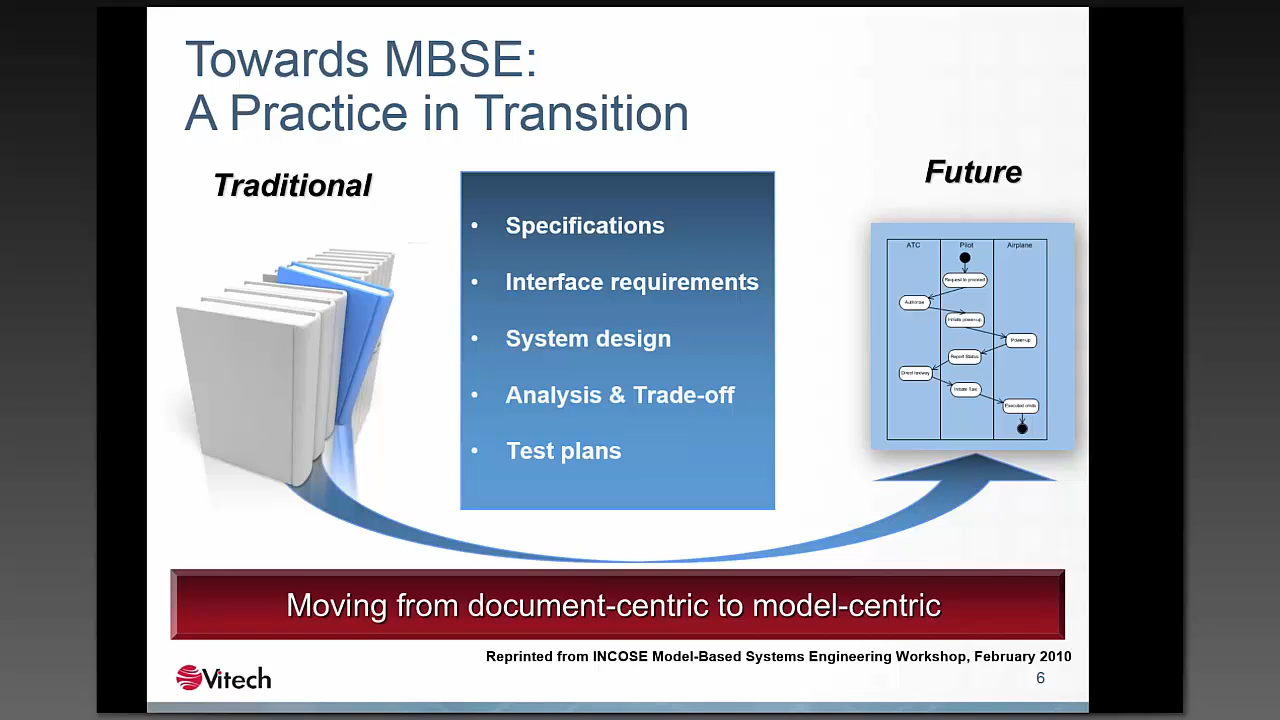 Towards MBSE:
A Practice in Transition
Traditional
• Specifications
• Interface requirements
• System design
• Analysis & Trade-off
• Test plans
Future
ATC Pilot Airplane
Request to proceed
Authorize
Initiate power-up
Power-up
Report Status
Direct taxiway
Initiate Taxi
Executed cmds
Moving from document-centric to model-centric
Reprinted from INCOSE Model-Based Systems Engineering Workshop, February 2010
Vitech
6